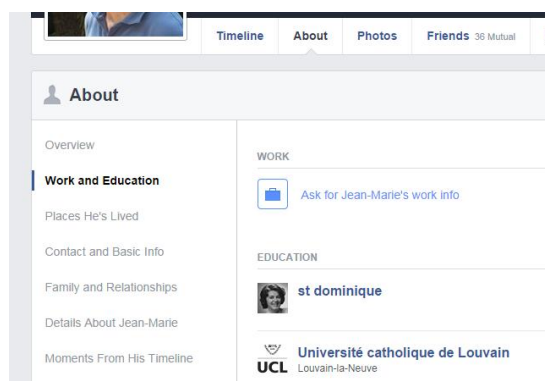 Timeline About Photos Friends 36 Mutual
About
Overview
Work and Education
Places He's Lived
Contact and Basic Info
Family and Relationships
Details About Jean-Marie
Moments From His Timeline
WORK
Ask for Jean-Marie's work info
EDUCATION
st dominique
UCL
Université catholique de Louvain
Louvain-la-Neuve